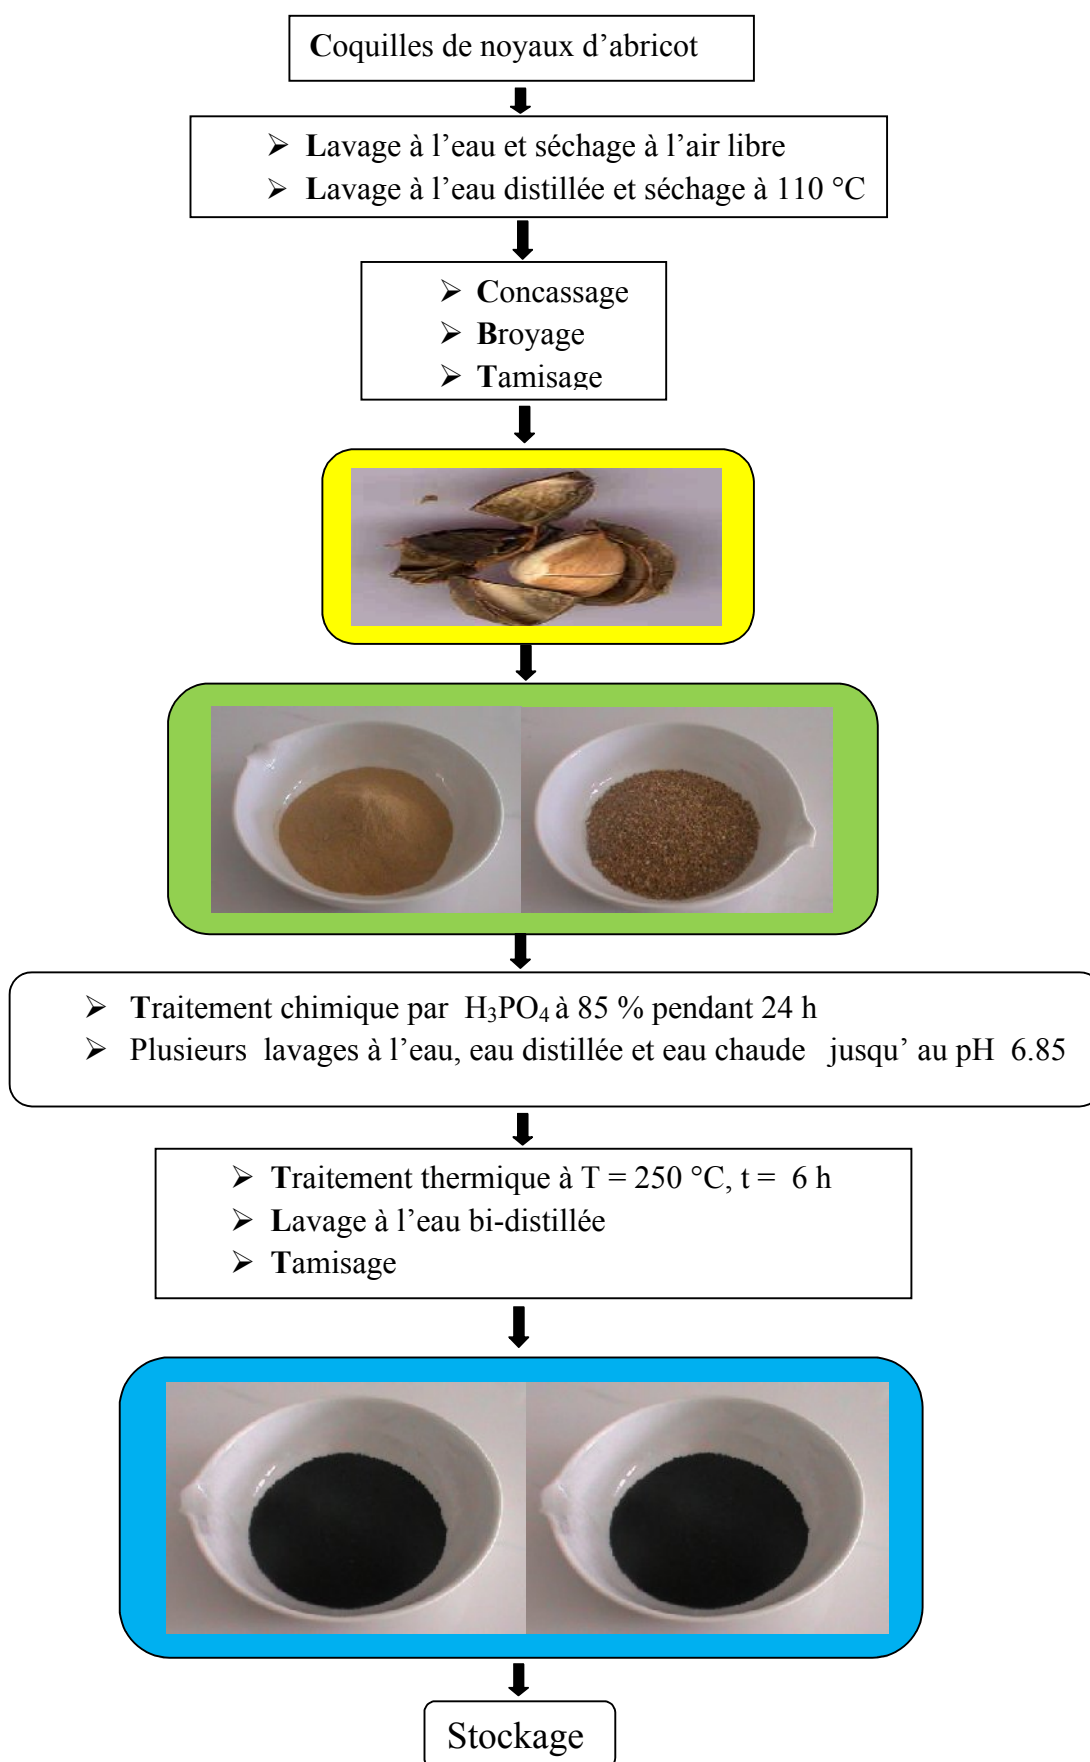 Coquilles de noyaux d’abricot
➢ Lavage à l’eau et séchage à l’air libre
➢ Lavage à l’eau distillée et séchage à 110 °C
➢ Concassage
➢ Broyage
➢ Tamisage
➢ Traitement chimique par H₃PO₄ à 85 % pendant 24 h
➢ Plusieurs lavages à l’eau, eau distillée et eau chaude jusqu’ au pH 6.85
➢ Traitement thermique à T = 250 °C, t = 6 h
➢ Lavage à l’eau bi-distillée
➢ Tamisage
Stockage